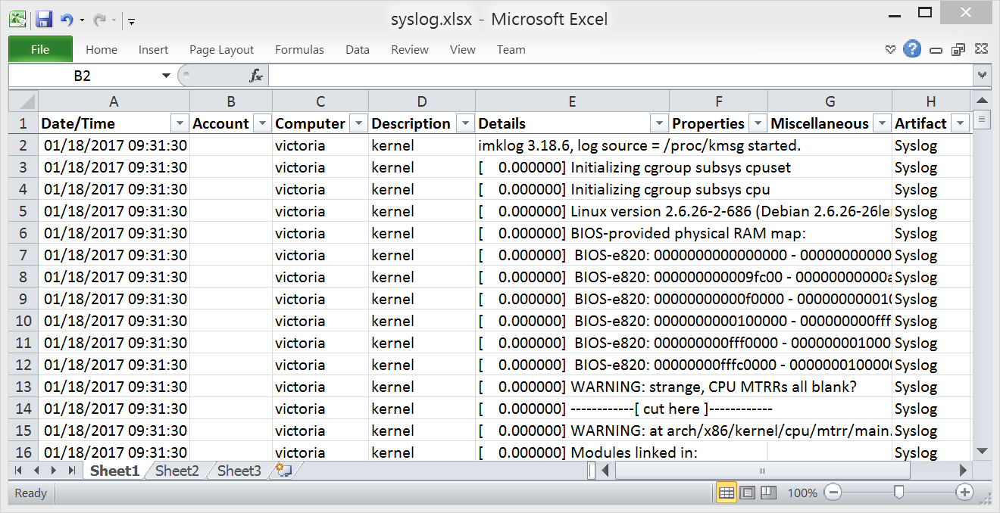 syslog.xlsx - Microsoft Excel
File Home Insert Page Layout Formulas Data Review View Team
B2 fx
A B C D E F G H
1 Date/Time Account Computer Description Details Properties Miscellaneous Artifact
2 01/18/2017 09:31:30 victoria kernel imklog 3.18.6, log source = /proc/kmsg started. Syslog
3 01/18/2017 09:31:30 victoria kernel [ 0.000000] Initializing cgroup subsys cpuset Syslog
4 01/18/2017 09:31:30 victoria kernel [ 0.000000] Initializing cgroup subsys cpu Syslog
5 01/18/2017 09:31:30 victoria kernel [ 0.000000] Linux version 2.6.26-2-686 (Debian 2.6.26-26le Syslog
6 01/18/2017 09:31:30 victoria kernel [ 0.000000] BIOS-provided physical RAM map: Syslog
7 01/18/2017 09:31:30 victoria kernel [ 0.000000] BIOS-e820: 0000000000000000 - 00000000000 Syslog
8 01/18/2017 09:31:30 victoria kernel [ 0.000000] BIOS-e820: 000000000009fc00 - 00000000000a Syslog
9 01/18/2017 09:31:30 victoria kernel [ 0.000000] BIOS-e820: 00000000000f0000 - 000000000010 Syslog
10 01/18/2017 09:31:30 victoria kernel [ 0.000000] BIOS-e820: 0000000000100000 - 000000000fff Syslog
11 01/18/2017 09:31:30 victoria kernel [ 0.000000] BIOS-e820: 000000000fff0000 - 000000001000 Syslog
12 01/18/2017 09:31:30 victoria kernel [ 0.000000] BIOS-e820: 00000000fffc0000 - 0000000100000 Syslog
13 01/18/2017 09:31:30 victoria kernel [ 0.000000] WARNING: strange, CPU MTRRs all blank? Syslog
14 01/18/2017 09:31:30 victoria kernel [ 0.000000] ------------[ cut here ]------------ Syslog
15 01/18/2017 09:31:30 victoria kernel [ 0.000000] WARNING: at arch/x86/kernel/cpu/mtrr/main. Syslog
16 01/18/2017 09:31:30 victoria kernel [ 0.000000] Modules linked in: Syslog
Sheet1 Sheet2 Sheet3
Ready 100%